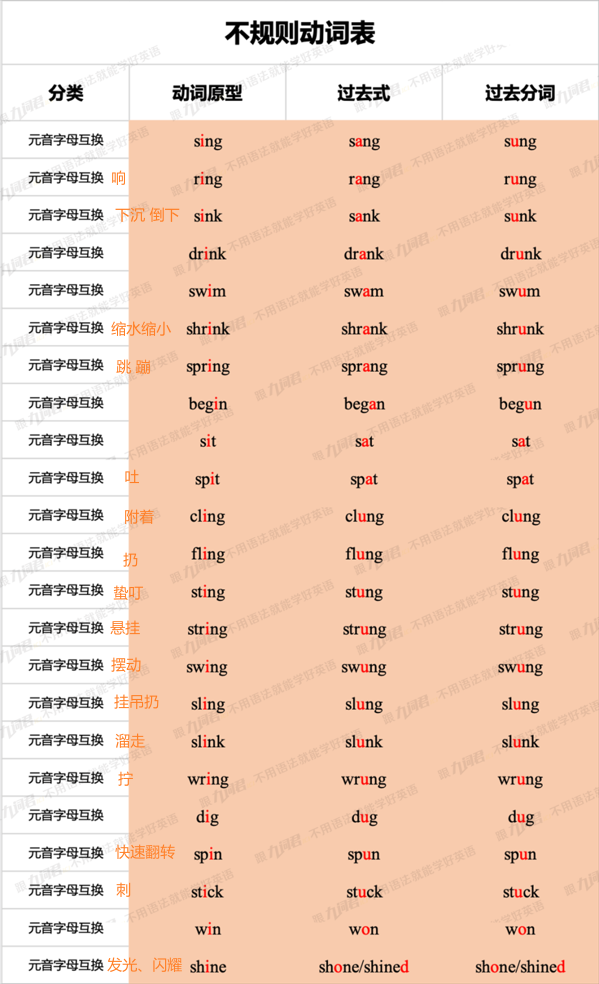 不规则动词表
分类 动词原型 过去式 过去分词
元音字母互换 sing sang sung
元音字母互换 响 ring rang rung
元音字母互换 下沉 倒下 sink sank sunk
元音字母互换 drink drank drunk
元音字母互换 swim swam swum
元音字母互换 缩水缩小 shrink shrank shrunk
元音字母互换 跳 蹦 spring sprang sprung
元音字母互换 begin began begun
元音字母互换 sit sat sat
元音字母互换 吐 spit spat spat
元音字母互换 附着 cling clung clung
元音字母互换 扔 fling flung flung
元音字母互换 蛰叮 sting stung stung
元音字母互换 悬挂 string strung strung
元音字母互换 摆动 swing swung swung
元音字母互换 挂吊扔 sling slung slung
元音字母互换 溜走 slink slunk slunk
元音字母互换 拧 wring wrung wrung
元音字母互换 dig dug dug
元音字母互换 快速翻转 spin spun spun
元音字母互换 刺 stick stuck stuck
元音字母互换 win won won
元音字母互换 发光、闪耀 shine shone/shined shone/shined